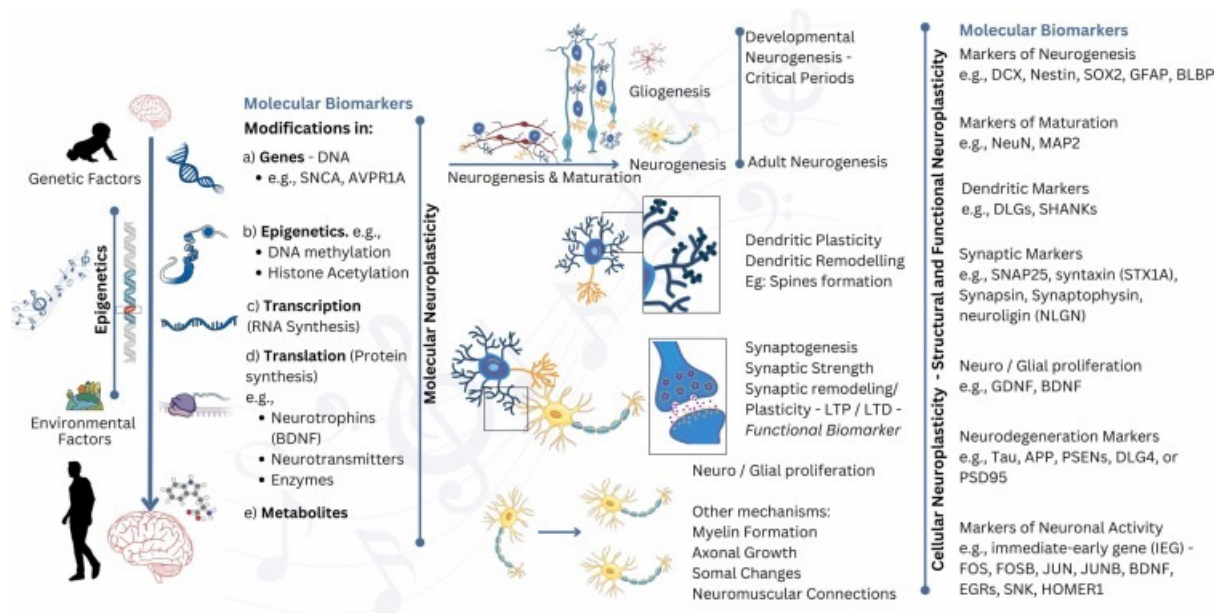 Genetic Factors
Epigenetics
Environmental
Factors
Molecular Biomarkers
Modifications in:
a) Genes - DNA
• e.g., SNCA, AVPR1A
b) Epigenetics. e.g.,
• DNA methylation
• Histone Acetylation
c) Transcription
(RNA Synthesis)
d) Translation (Protein
synthesis)
e.g.,
• Neurotrophins
(BDNF)
• Neurotransmitters
• Enzymes
e) Metabolites
Molecular Neuroplasticity
Gliogenesis
Neurogenesis
Neurogenesis & Maturation
Developmental
Neurogenesis -
Critical Periods
Adult Neurogenesis
Dendritic Plasticity
Dendritic Remodelling
Eg: Spines formation
Synaptogenesis
Synaptic Strength
Synaptic remodeling/
Plasticity - LTP / LTD -
Functional Biomarker
Neuro / Glial proliferation
Other mechanisms:
Myelin Formation
Axonal Growth
Somal Changes
Neuromuscular Connections
Cellular Neuroplasticity - Structural and Functional Neuroplasticity
Molecular Biomarkers
Markers of Neurogenesis
e.g., DCX, Nestin, SOX2, GFAP, BLBP
Markers of Maturation
e.g., NeuN, MAP2
Dendritic Markers
e.g., DLGs, SHANKs
Synaptic Markers
e.g., SNAP25, syntaxin (STX1A),
Synapsin, Synaptophysin,
neuroligin (NLGN)
Neuro / Glial proliferation
e.g., GDNF, BDNF
Neurodegeneration Markers
e.g., Tau, APP, PSENs, DLG4, or
PSD95
Markers of Neuronal Activity
e.g., immediate-early gene (IEG) -
FOS, FOSB, JUN, JUNB, BDNF,
EGRs, SNK, HOMER1